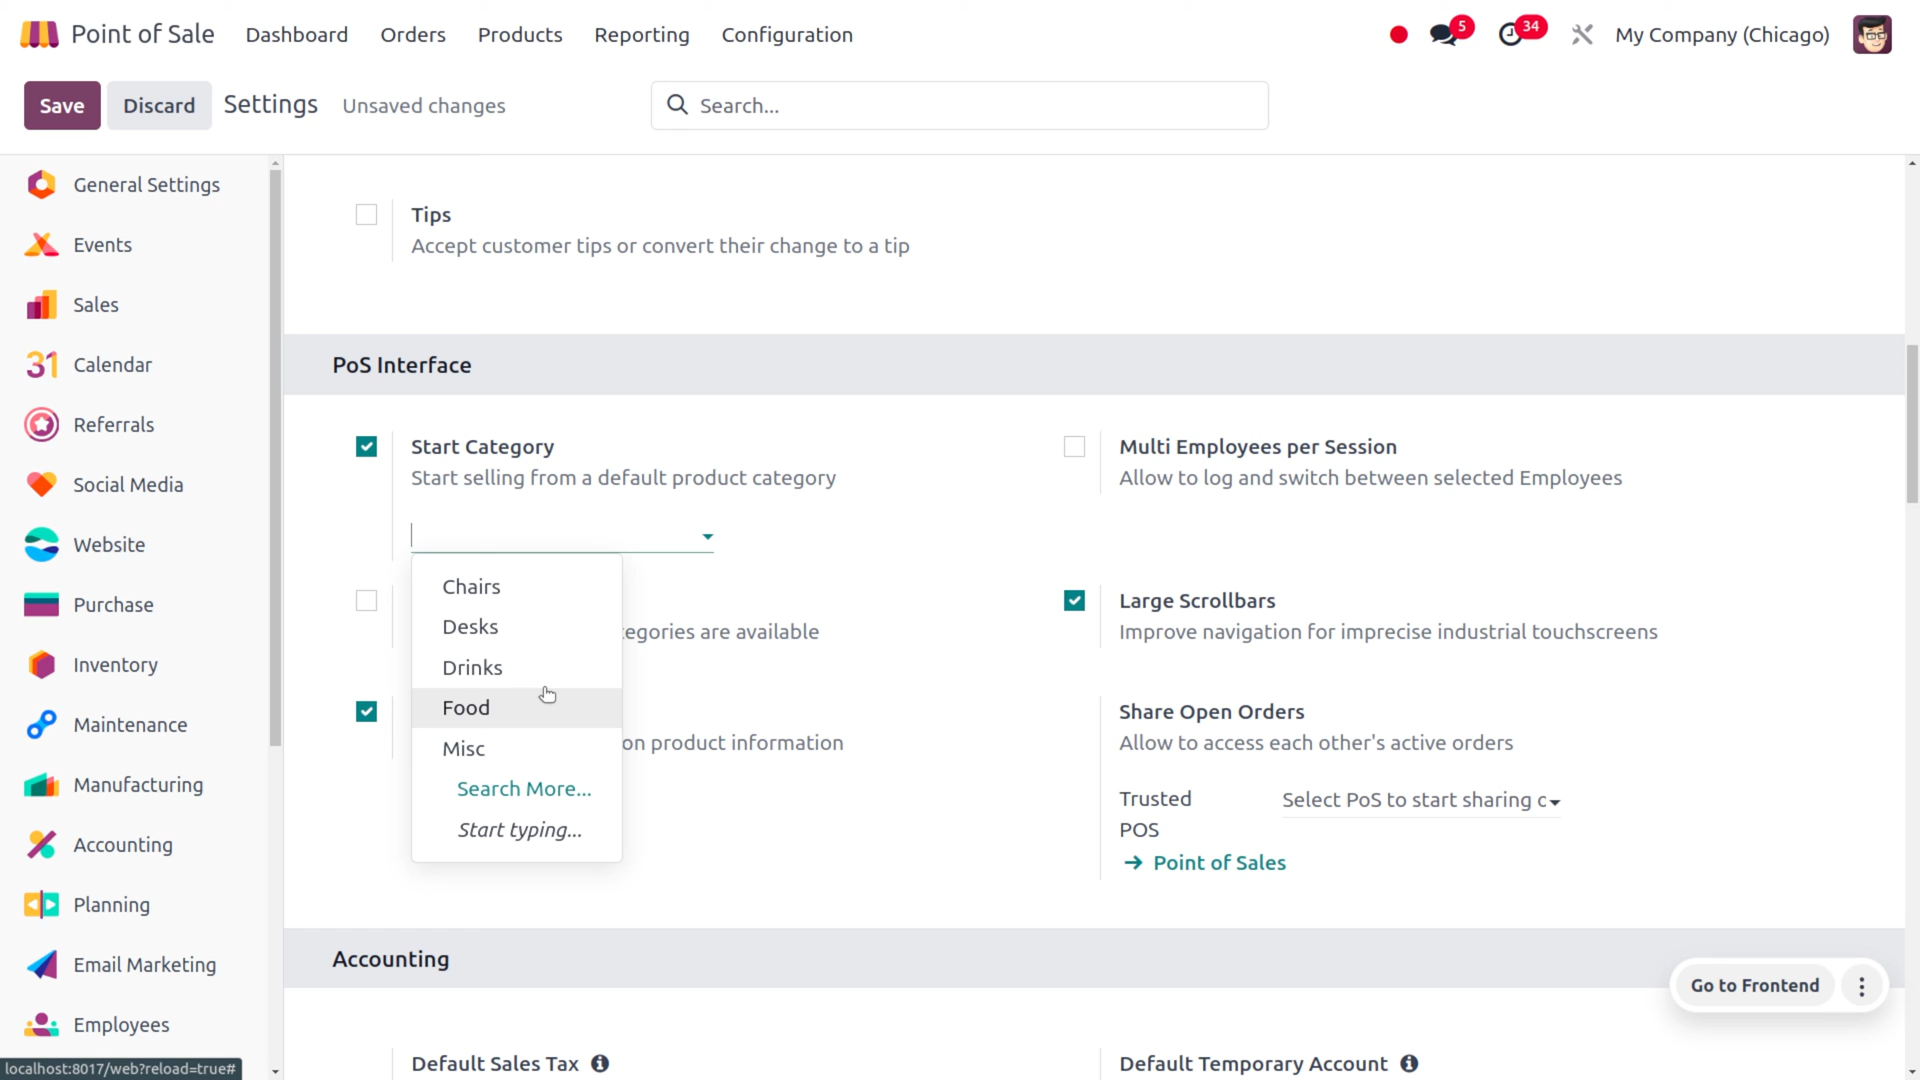 Point of Sale Dashboard Orders Products Reporting Configuration 5 34 My Company (Chicago)
Save Discard Settings Unsaved changes Search...
General Settings
Events
Sales
31 Calendar
Referrals
Social Media
Website
Purchase
Inventory
Maintenance
Manufacturing
Accounting
Planning
Email Marketing
Employees
localhost:8017/web?reload=true#
Tips
Accept customer tips or convert their change to a tip
PoS Interface
Start Category
Start selling from a default product category
Multi Employees per Session
Allow to log and switch between selected Employees
Chairs
Desks
Drinks
Food
Misc
Search More...
Start typing...
egories are available
on product information
Large Scrollbars
Improve navigation for imprecise industrial touchscreens
Share Open Orders
Allow to access each other's active orders
Trusted POS
Select PoS to start sharing
Point of Sales
Accounting
Go to Frontend
Default Sales Tax
Default Temporary Account